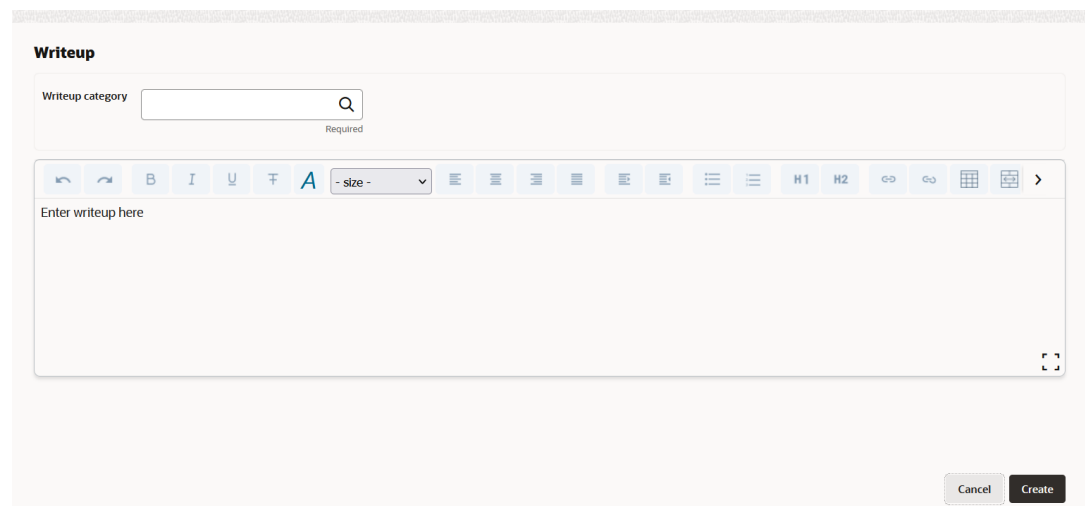 Writeup
Writeup category
Required
B I U T A - size - H1 H2
Enter writeup here
Cancel Create